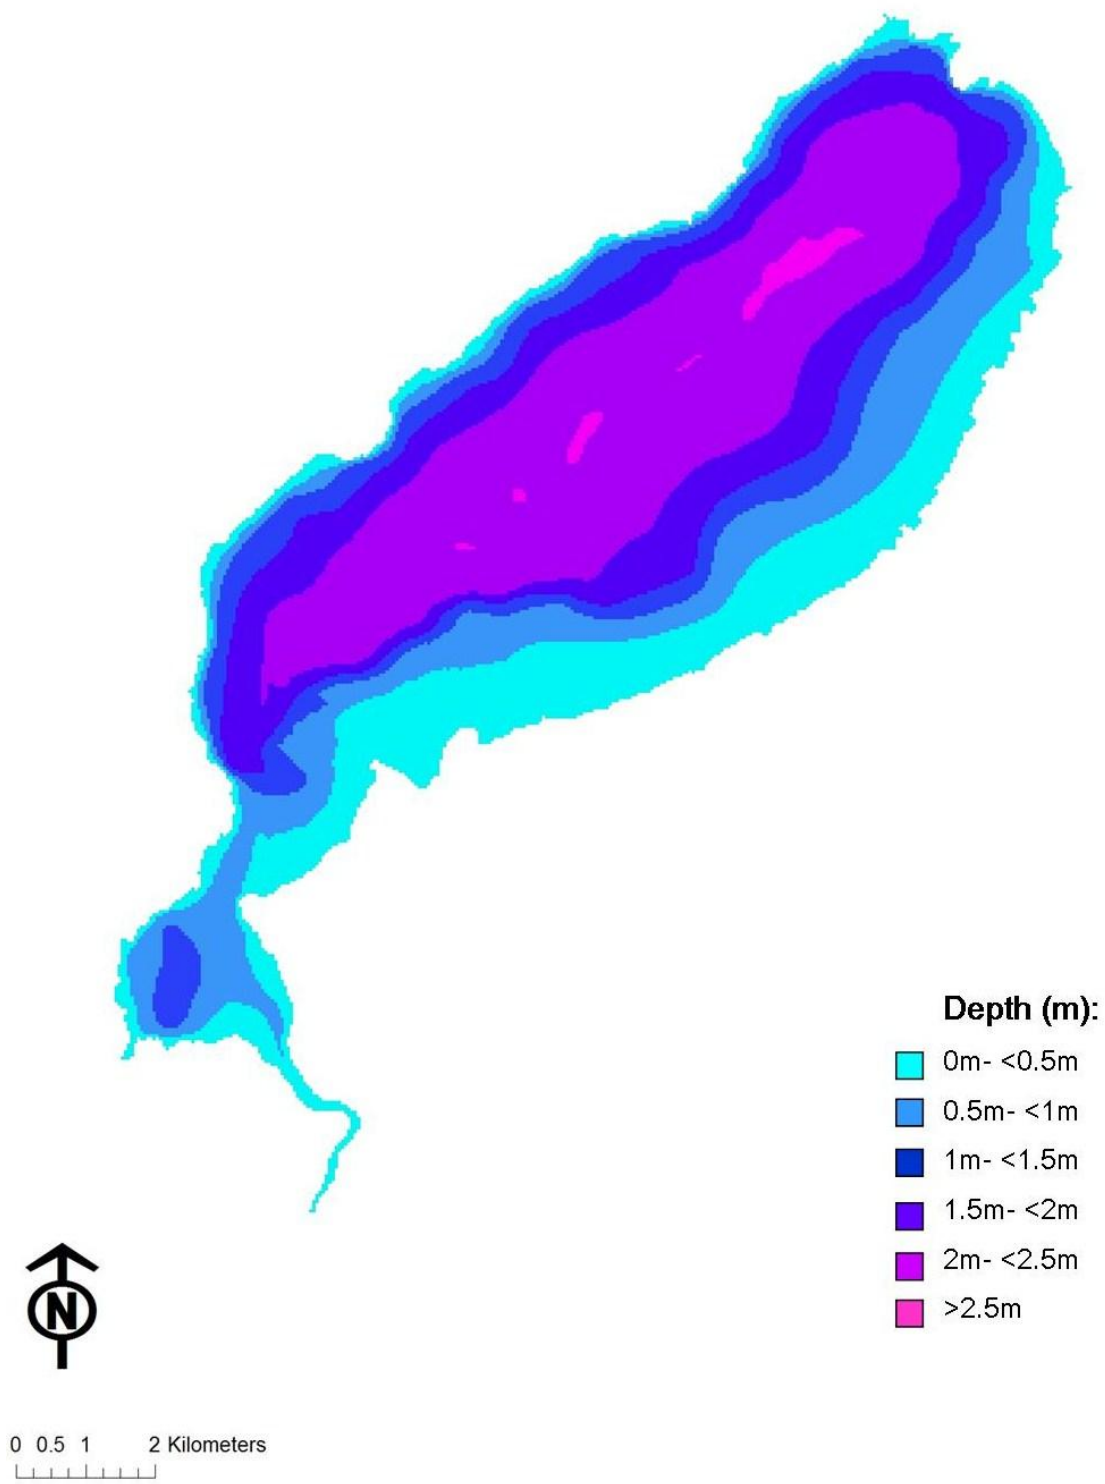 Depth (m):
0m- <0.5m
0.5m- <1m
1m- <1.5m
1.5m- <2m
2m- <2.5m
>2.5m
N
0 0.5 1 2 Kilometers